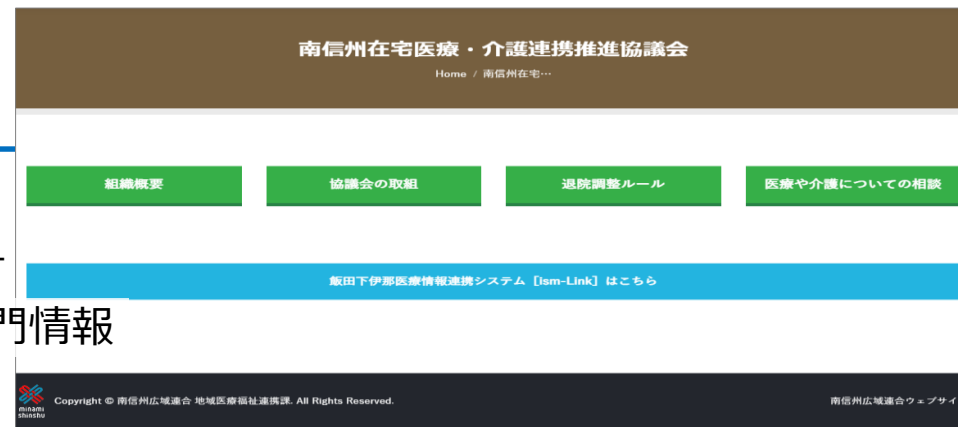 南信州在宅医療・介護連携推進協議会
Home / 南信州在宅…
組織概要
協議会の取組
退院調整ルール
医療や介護についての相談
飯田下伊那医療情報連携システム［ism-Link］はこちら
門情報
minami
shinshu
Copyright © 南信州広域連合 地域医療福祉連携課. All Rights Reserved.
南信州広域連合ウェブサイ